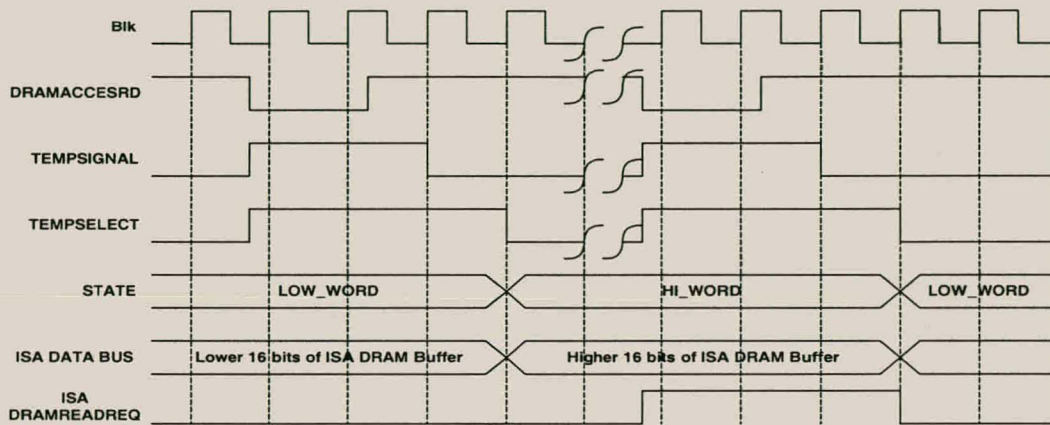 Blk
DRAMACCESRD
TEMPSIGNAL
TEMPSELECT
STATE
LOW_WORD
HI_WORD
LOW_WORD
ISA DATA BUS
Lower 16 bits of ISA DRAM Buffer
Higher 16 bits of ISA DRAM Buffer
ISA
DRAMREADREQ